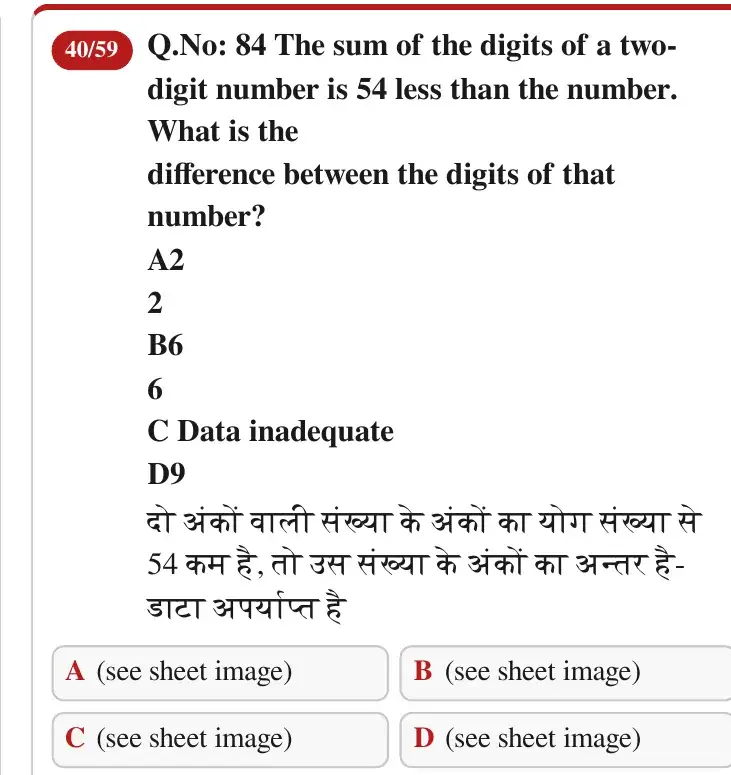 40/59 Q.No: 84 The sum of the digits of a two-
digit number is 54 less than the number.
What is the
difference between the digits of that
number?
A2
2
B6
6
C Data inadequate
D9
दो अंकों वाली संख्या के अंकों का योग संख्या से
54 कम है, तो उस संख्या के अंकों का अन्तर है-
डाटा अपर्याप्त है
A (see sheet image)
B (see sheet image)
C (see sheet image)
D (see sheet image)